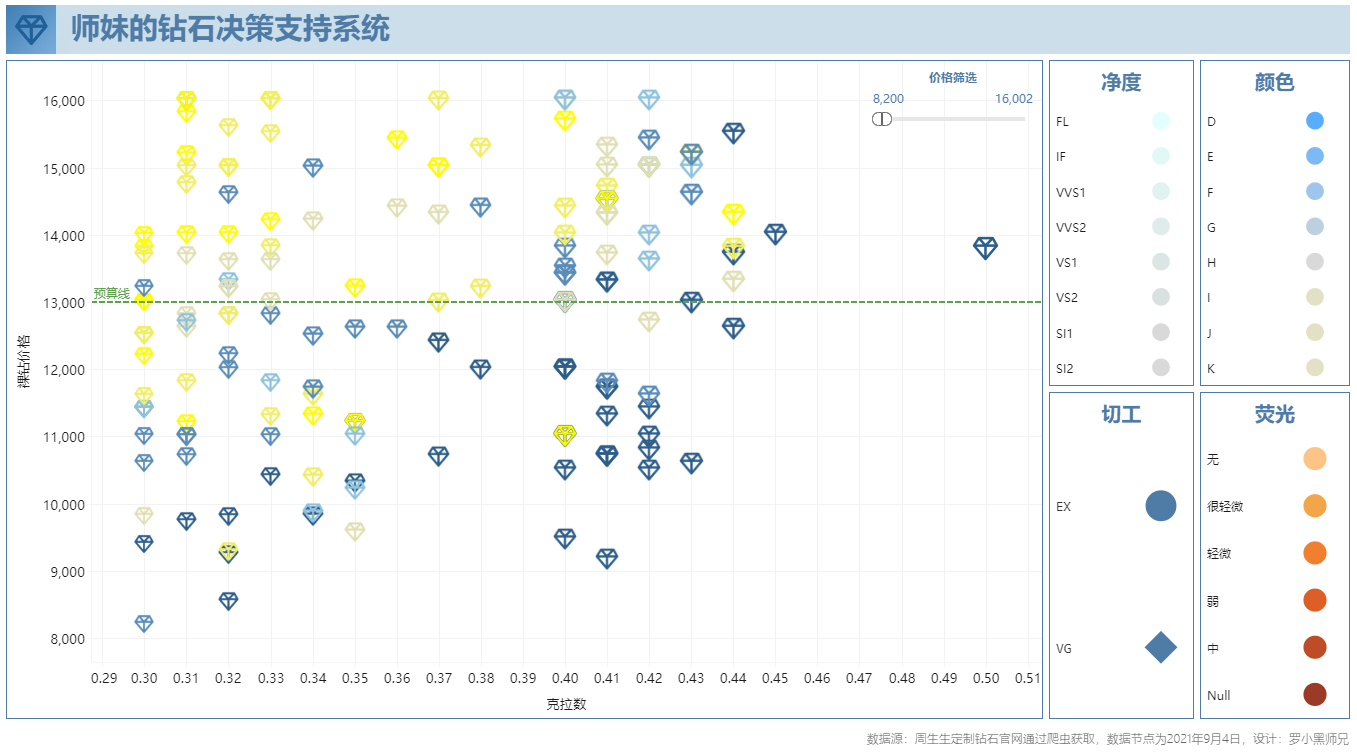 师妹的钻石决策支持系统
价格筛选
8,200 16,002
16,000
15,000
14,000
13,000
12,000
11,000
10,000
9,000
8,000
预算线
裸钻价格
0.29 0.30 0.31 0.32 0.33 0.34 0.35 0.36 0.37 0.38 0.39 0.40 0.41 0.42 0.43 0.44 0.45 0.46 0.47 0.48 0.49 0.50 0.51
克拉数
净度
FL
IF
VVS1
VVS2
VS1
VS2
SI1
SI2
颜色
D
E
F
G
H
I
J
K
切工
EX
VG
荧光
无
很轻微
轻微
弱
中
Null
数据源：周生生定制钻石官网通过爬虫获取，数据节点为2021年9月4日，设计：罗小黑师兄